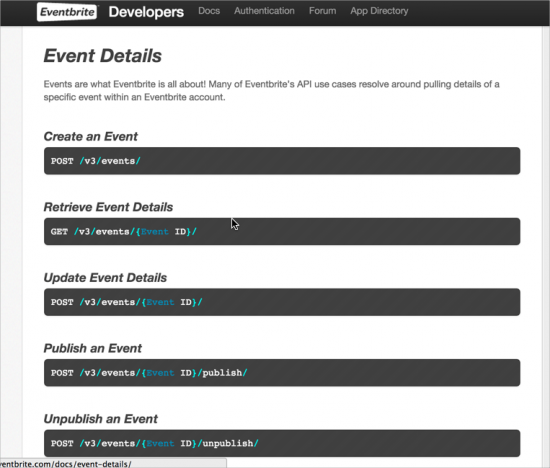 Eventbrite Developers Docs Authentication Forum App Directory
Event Details
Events are what Eventbrite is all about! Many of Eventbrite's API use cases resolve around pulling details of a
specific event within an Eventbrite account.
Create an Event
POST /v3/events/
Retrieve Event Details
GET /v3/events/{Event ID}/
Update Event Details
POST /v3/events/{Event ID}/
Publish an Event
POST /v3/events/{Event ID}/publish/
Unpublish an Event
POST /v3/events/{Event ID}/unpublish/
ventbrite.com/docs/event-details/